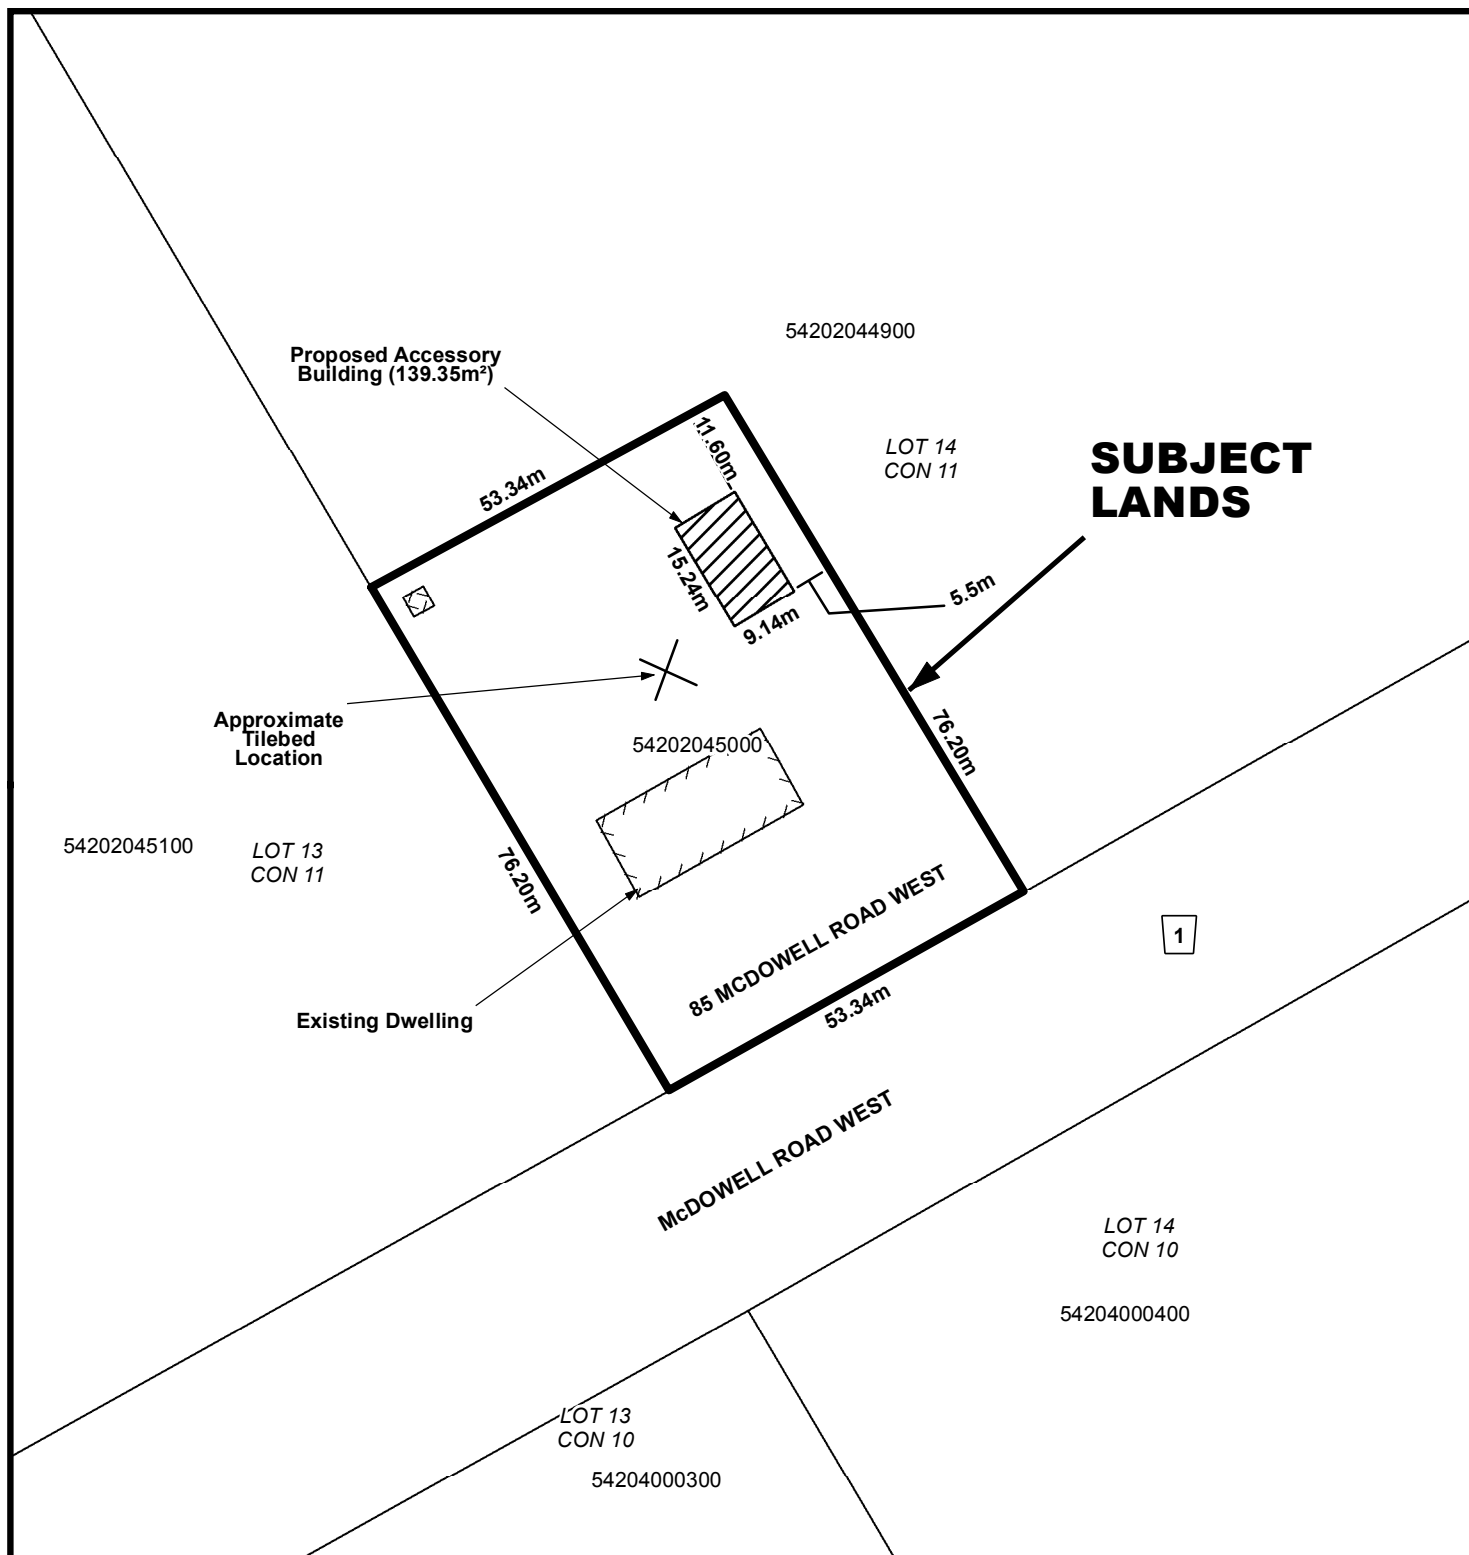 54202044900
Proposed Accessory
Building (139.35m²)
11.60m
LOT 14
CON 11
SUBJECT
LANDS
53.34m
15.24m
5.5m
9.14m
Approximate
Tilebed
Location
54202045000
76.20m
54202045100
LOT 13
CON 11
76.20m
85 MCDOWELL ROAD WEST
1
53.34m
Existing Dwelling
McDOWELL ROAD WEST
LOT 14
CON 10
54204000400
LOT 13
CON 10
54204000300